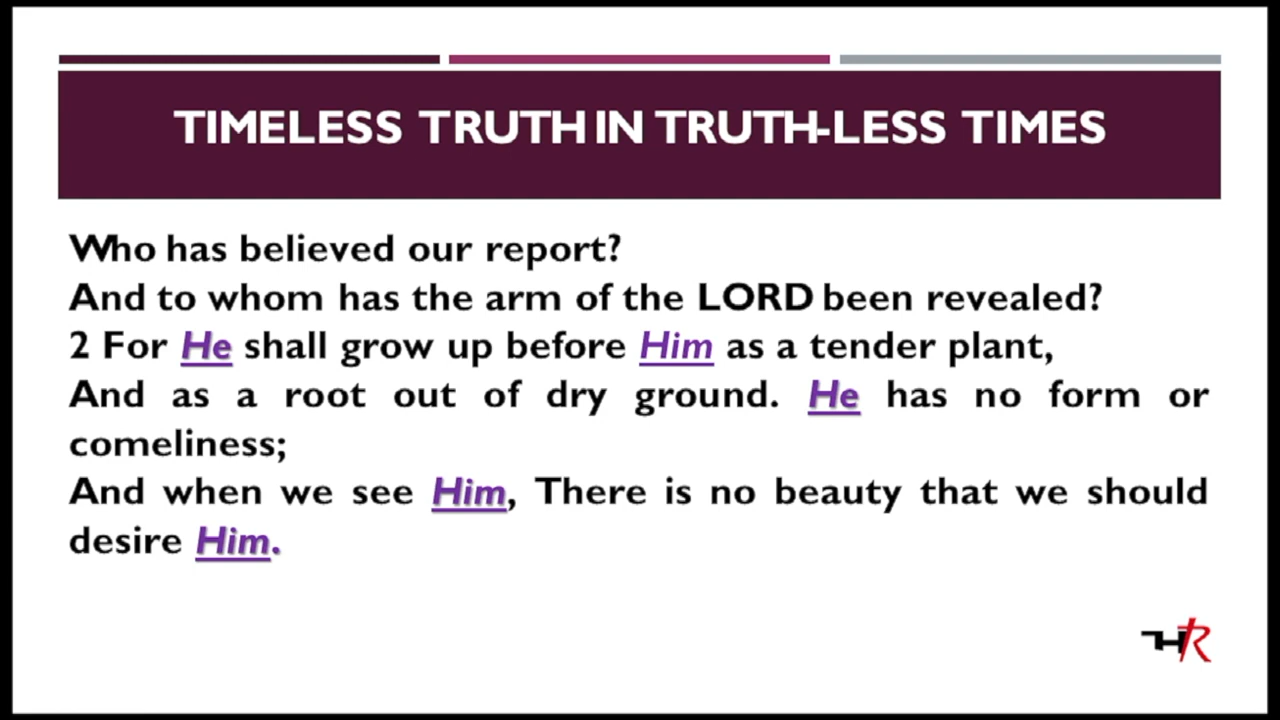 TIMELESS TRUTH IN TRUTH-LESS TIMES
Who has believed our report?
And to whom has the arm of the LORD been revealed?
2 For He shall grow up before Him as a tender plant,
And as a root out of dry ground. He has no form or
comeliness;
And when we see Him, There is no beauty that we should
desire Him.
HR